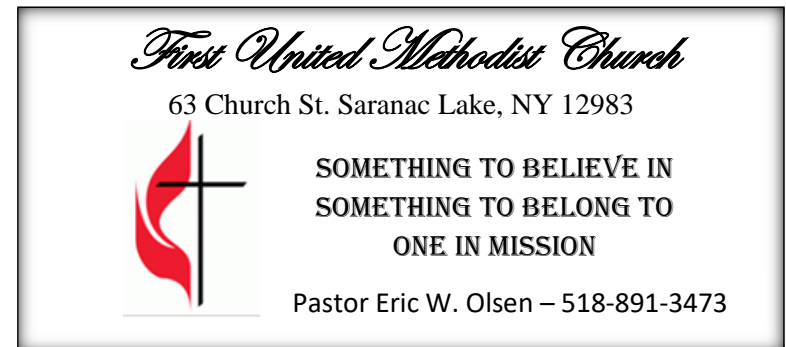 First United Methodist Church
63 Church St. Saranac Lake, NY 12983
SOMETHING TO BELIEVE IN
SOMETHING TO BELONG TO
ONE IN MISSION
Pastor Eric W. Olsen – 518-891-3473